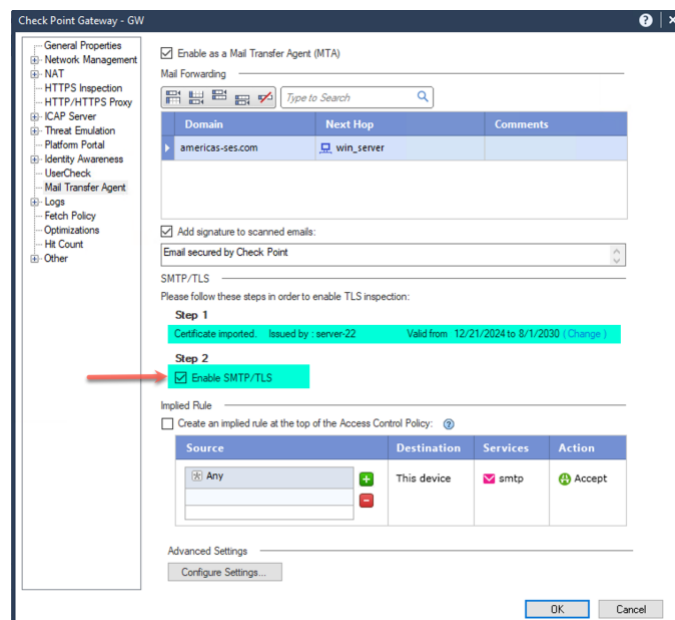 Check Point Gateway - GW
General Properties
Network Management
NAT
HTTPS Inspection
HTTP/HTTPS Proxy
ICAP Server
Threat Emulation
Platform Portal
Identity Awareness
UserCheck
Mail Transfer Agent
Logs
Fetch Policy
Optimizations
Hit Count
Other
Enable as a Mail Transfer Agent (MTA)
Mail Forwarding
Type to Search
Domain Next Hop Comments
americas-ses.com win_server
Add signature to scanned emails:
Email secured by Check Point
SMTP/TLS
Please follow these steps in order to enable TLS inspection:
Step 1
Certificate imported. Issued by : server-22 Valid from 12/21/2024 to 8/1/2030 ( Change )
Step 2
Enable SMTP/TLS
Implied Rule
Create an implied rule at the top of the Access Control Policy:
Source Destination Services Action
Any This device smtp Accept
Advanced Settings
Configure Settings...
OK Cancel